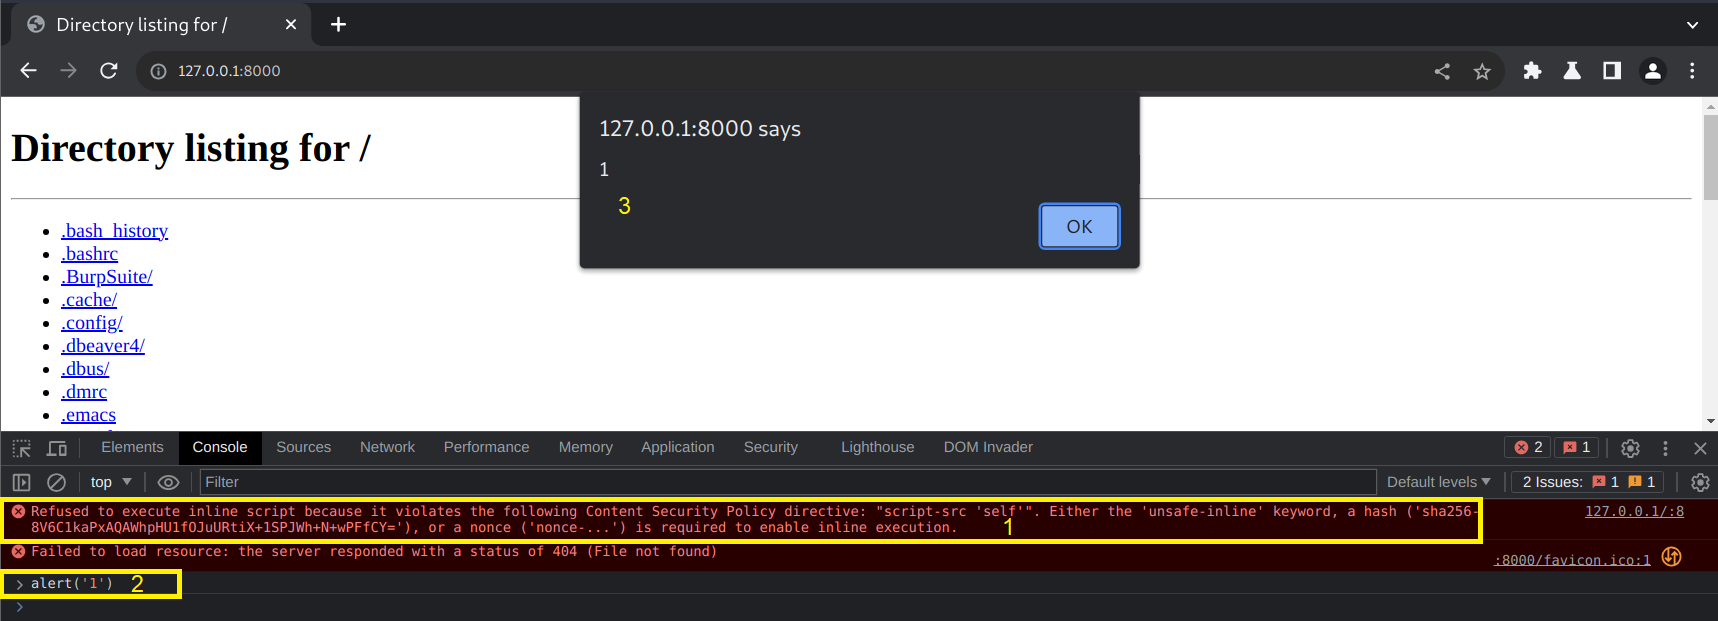 Directory listing for /
127.0.0.1:8000
127.0.0.1:8000 says
1
3
OK
Directory listing for /
.bash_history
.bashrc
.BurpSuite/
.cache/
.config/
.dbeaver4/
.dbus/
.dmrc
.emacs
Elements Console Sources Network Performance Memory Application Security Lighthouse DOM Invader 2 1
top Filter Default levels 2 Issues: 1 1
Refused to execute inline script because it violates the following Content Security Policy directive: "script-src 'self'". Either the 'unsafe-inline' keyword, a hash ('sha256- 127.0.0.1/:8
8V6C1kaPxAQAWhpHU1fOJuURtiX+1SPJWh+N+wPFfCY='), or a nonce ('nonce-...') is required to enable inline execution. 1
Failed to load resource: the server responded with a status of 404 (File not found) :8000/favicon.ico:1
> alert('1') 2
>